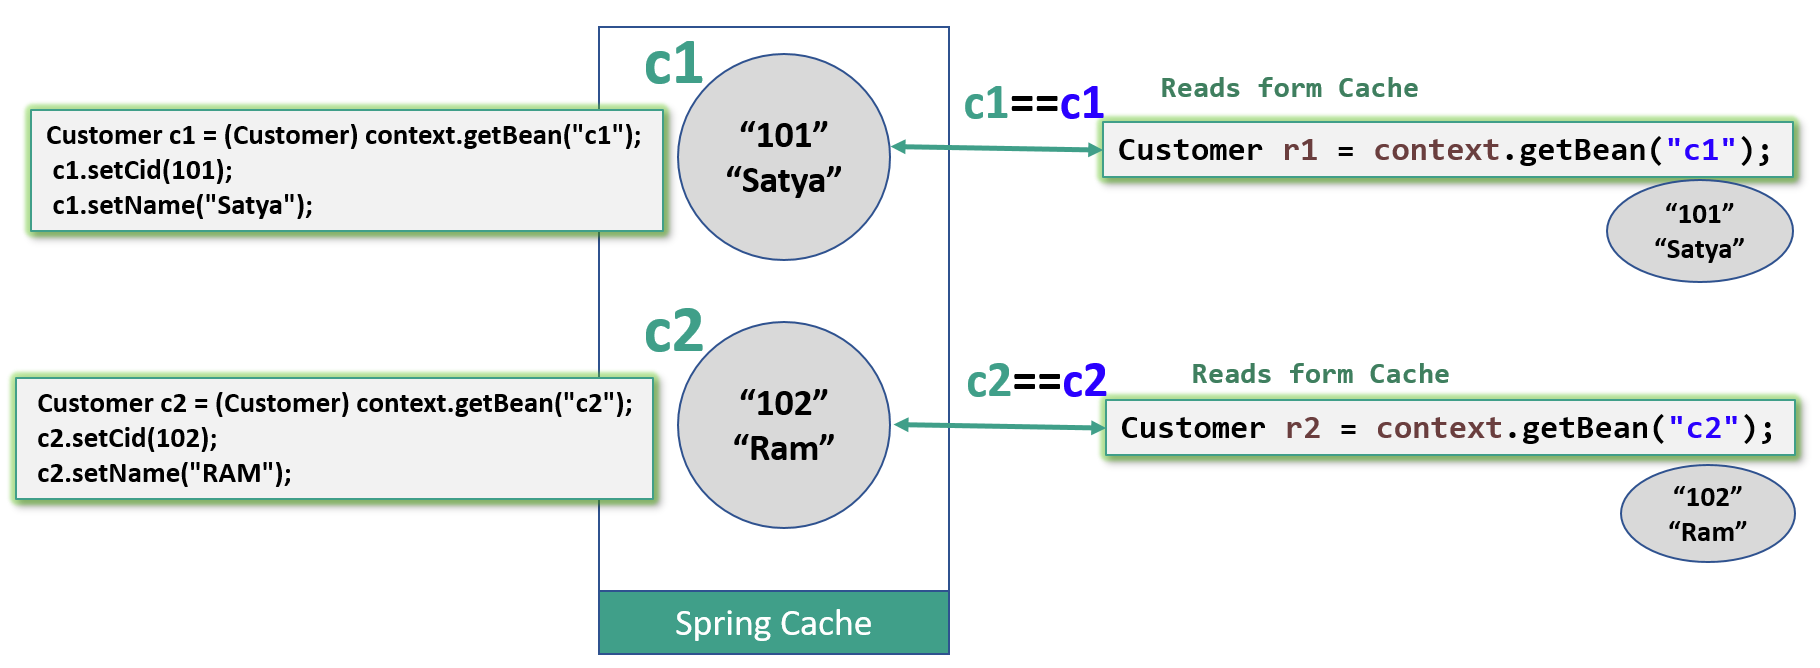 c1
Customer c1 = (Customer) context.getBean("c1");
c1.setCid(101);
c1.setName("Satya");
“101”
“Satya”
c1==c1
Reads form Cache
Customer r1 = context.getBean("c1");
“101”
“Satya”
c2
Customer c2 = (Customer) context.getBean("c2");
c2.setCid(102);
c2.setName("RAM");
“102”
“Ram”
c2==c2
Reads form Cache
Customer r2 = context.getBean("c2");
“102”
“Ram”
Spring Cache